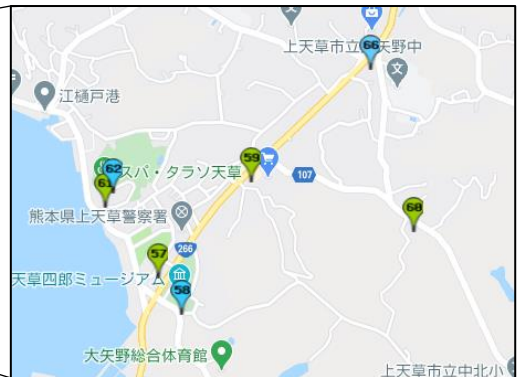 66
上天草市立
矢野中
江樋戸港
59
62
スパ・タラソ天草
61
107
60
熊本県上天草警察署
266
57
天草四郎ミュージアム
58
大矢野総合体育館
上天草市立中北小